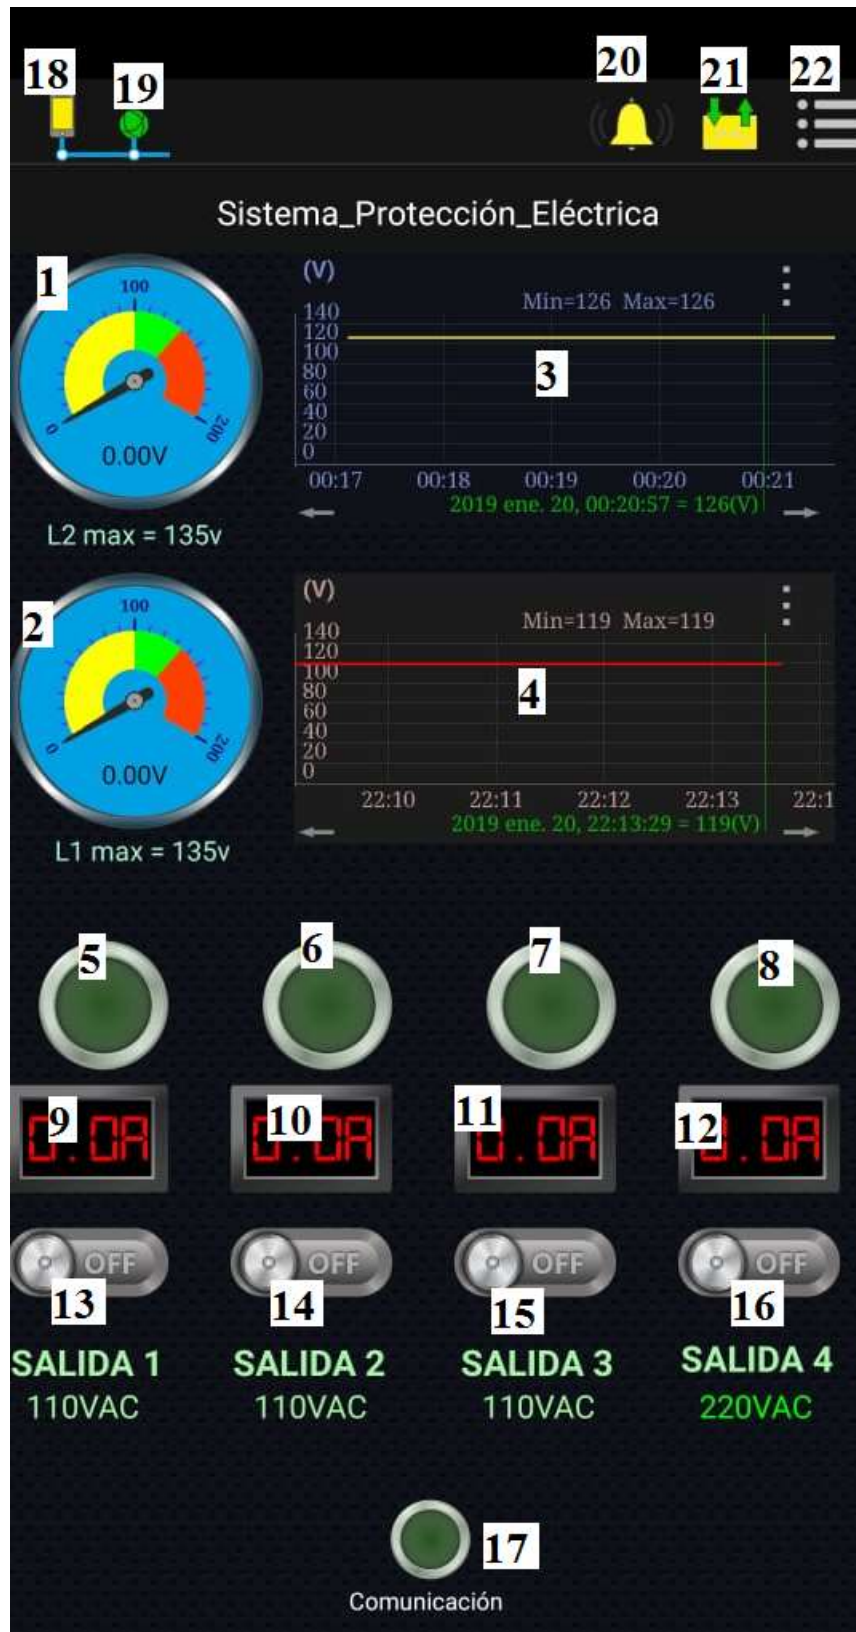 18
19
20
21
22
Sistema_Protección_Eléctrica
1
100
0
200
0.00V
L2 max = 135v
(V)
Min=126 Max=126
140
120
100
80
60
40
20
0
3
00:17 00:18 00:19 00:20 00:21
2019 ene. 20, 00:20:57 = 126(V)
2
100
0
200
0.00V
L1 max = 135v
(V)
Min=119 Max=119
140
120
100
80
60
40
20
0
4
22:10 22:11 22:12 22:13 22:1
2019 ene. 20, 22:13:29 = 119(V)
5 6 7 8
9 10 11 12
0.0A 0.0A 0.0A 0.0A
OFF OFF OFF OFF
13 14 15 16
SALIDA 1 SALIDA 2 SALIDA 3 SALIDA 4
110VAC 110VAC 110VAC 220VAC
17
Comunicación